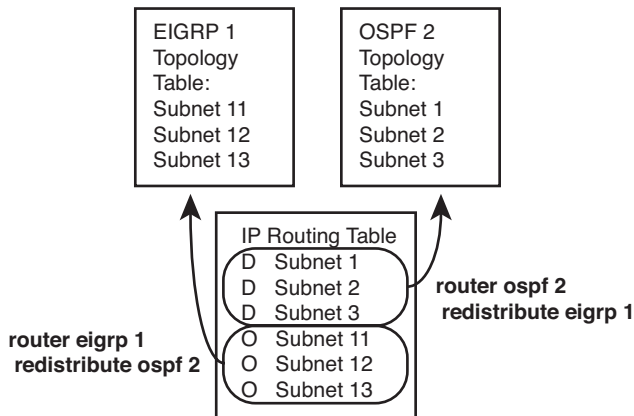 EIGRP 1
Topology
Table:
Subnet 11
Subnet 12
Subnet 13
OSPF 2
Topology
Table:
Subnet 1
Subnet 2
Subnet 3
IP Routing Table
D Subnet 1
D Subnet 2
D Subnet 3
O Subnet 11
O Subnet 12
O Subnet 13
router ospf 2
redistribute eigrp 1
router eigrp 1
redistribute ospf 2